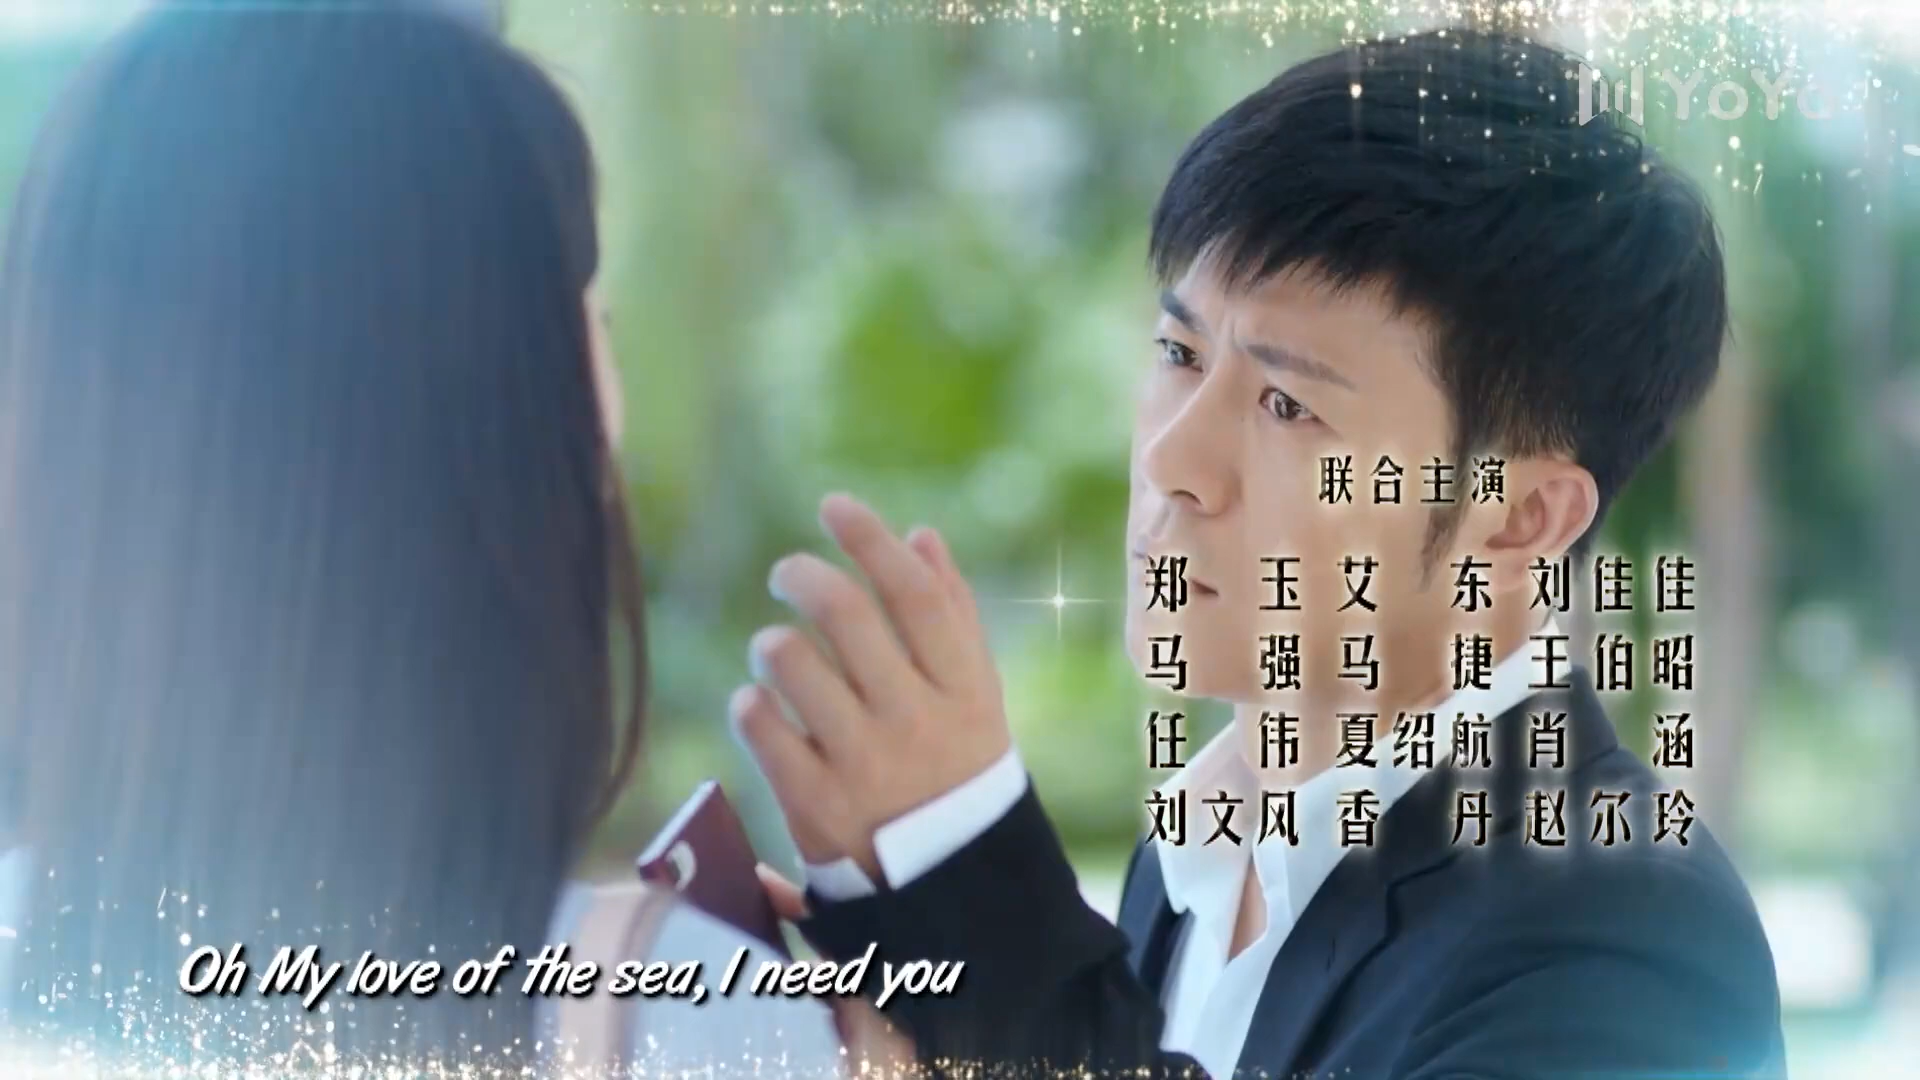 YoYo
联合主演
郑玉 艾东 刘佳佳
马强 马捷 王伯昭
任伟 夏绍航 肖涵
刘文风 香丹 赵尔玲
Oh My love of the sea, I need you